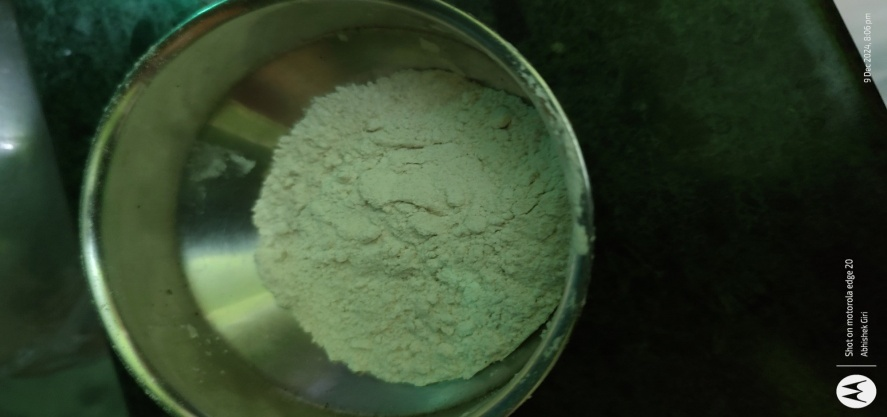 Shot on motorola edge 20
Abhishek Giri
9 Dec 2024, 8:06 pm